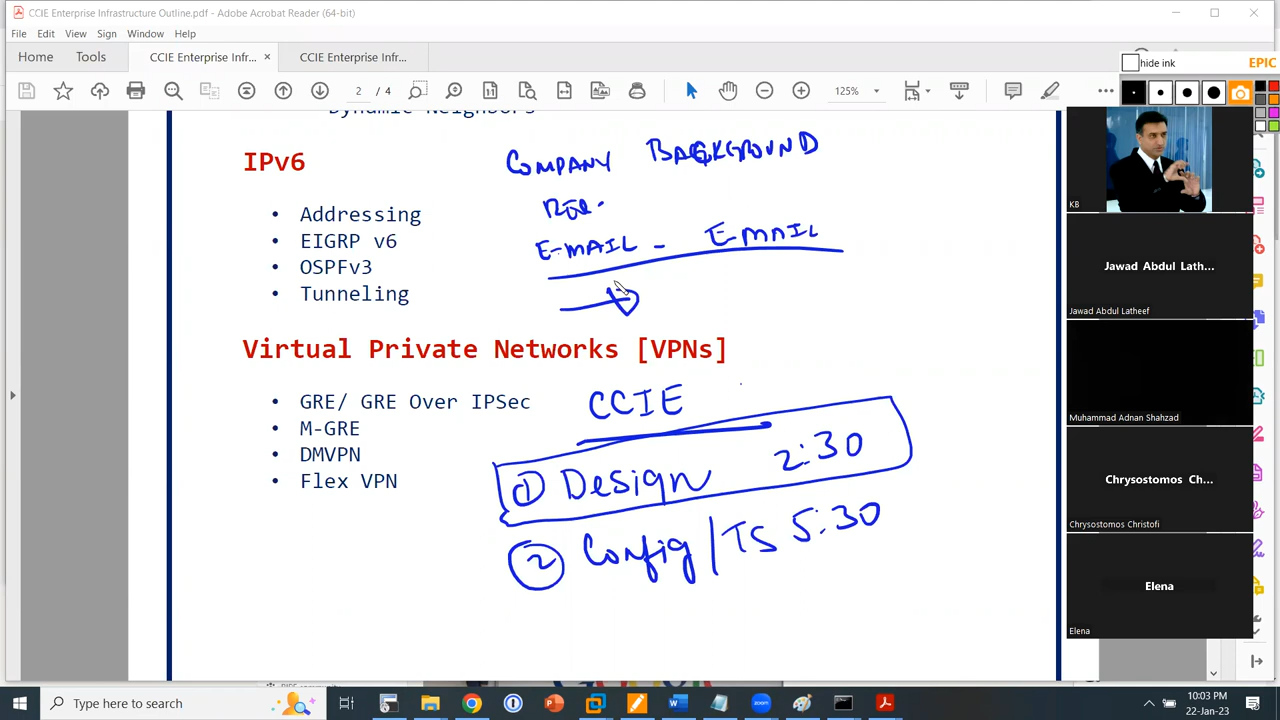 CCIE Enterprise Infrastructure Outline.pdf - Adobe Acrobat Reader (64-bit)
File Edit View Sign Window Help
Home Tools CCIE Enterprise Infr... × CCIE Enterprise Infr...
hide ink EPIC
2 / 4 125%
Dynamic Neighbors
IPv6
COMPANY BACKGROUND
• Addressing
REQ.
• EIGRP v6
E-MAIL - EMAIL
• OSPFv3
• Tunneling
Virtual Private Networks [VPNs]
• GRE/ GRE Over IPSec
CCIE
• M-GRE
• DMVPN
• Flex VPN
① Design 2:30
② Config | TS 5:30
KB
Jawad Abdul Lath...
Jawad Abdul Latheef
Muhammad Adnan Shahzad
Chrysostomos Ch...
Chrysostomos Christofi
Elena
Elena
Type here to search
10:03 PM
22-Jan-23